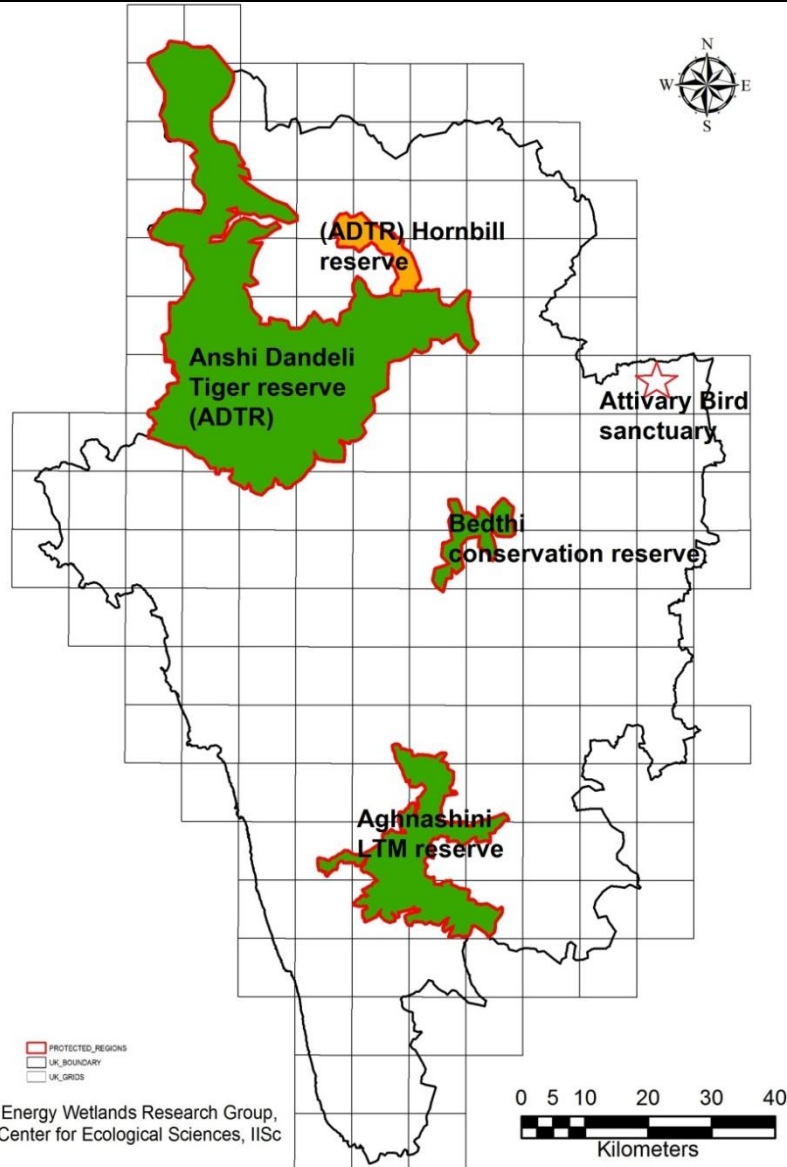 N
W E
S
(ADTR) Hornbill
reserve
Anshi Dandeli
Tiger reserve
(ADTR)
Attivary Bird
sanctuary
Bedthi
conservation reserve
Aghnashini
LTM reserve
PROTECTED_REGIONS
UK_BOUNDARY
UK_GRIDS
Energy Wetlands Research Group,
Center for Ecological Sciences, IISc
0 5 10 20 30 40
Kilometers